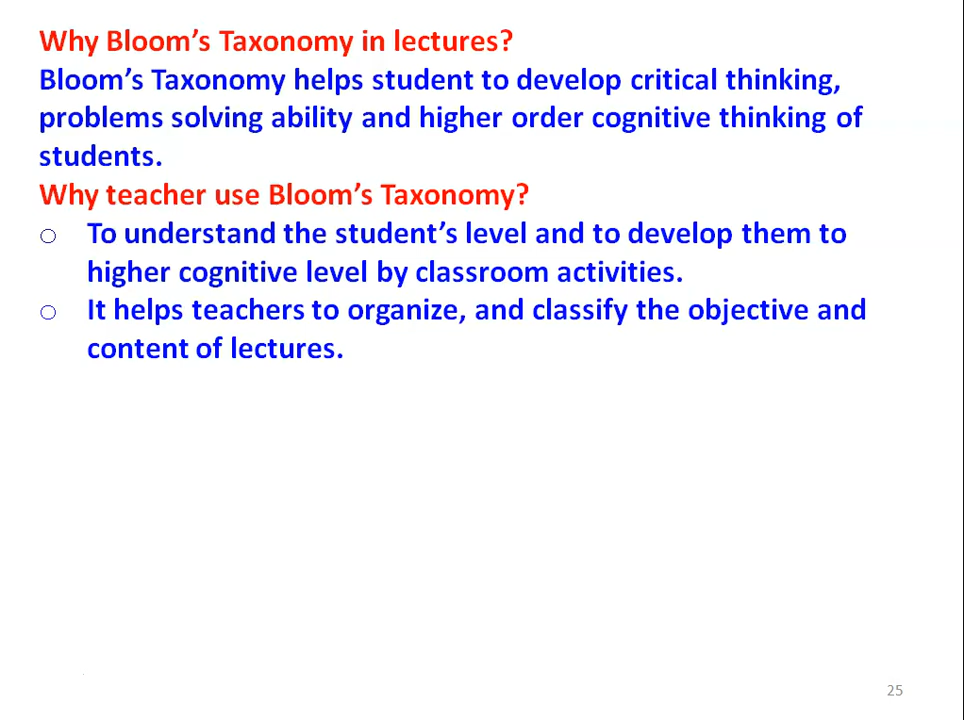 Why Bloom's Taxonomy in lectures?
Bloom's Taxonomy helps student to develop critical thinking,
problems solving ability and higher order cognitive thinking of
students.
Why teacher use Bloom's Taxonomy?
o To understand the student's level and to develop them to
higher cognitive level by classroom activities.
o It helps teachers to organize, and classify the objective and
content of lectures.
25